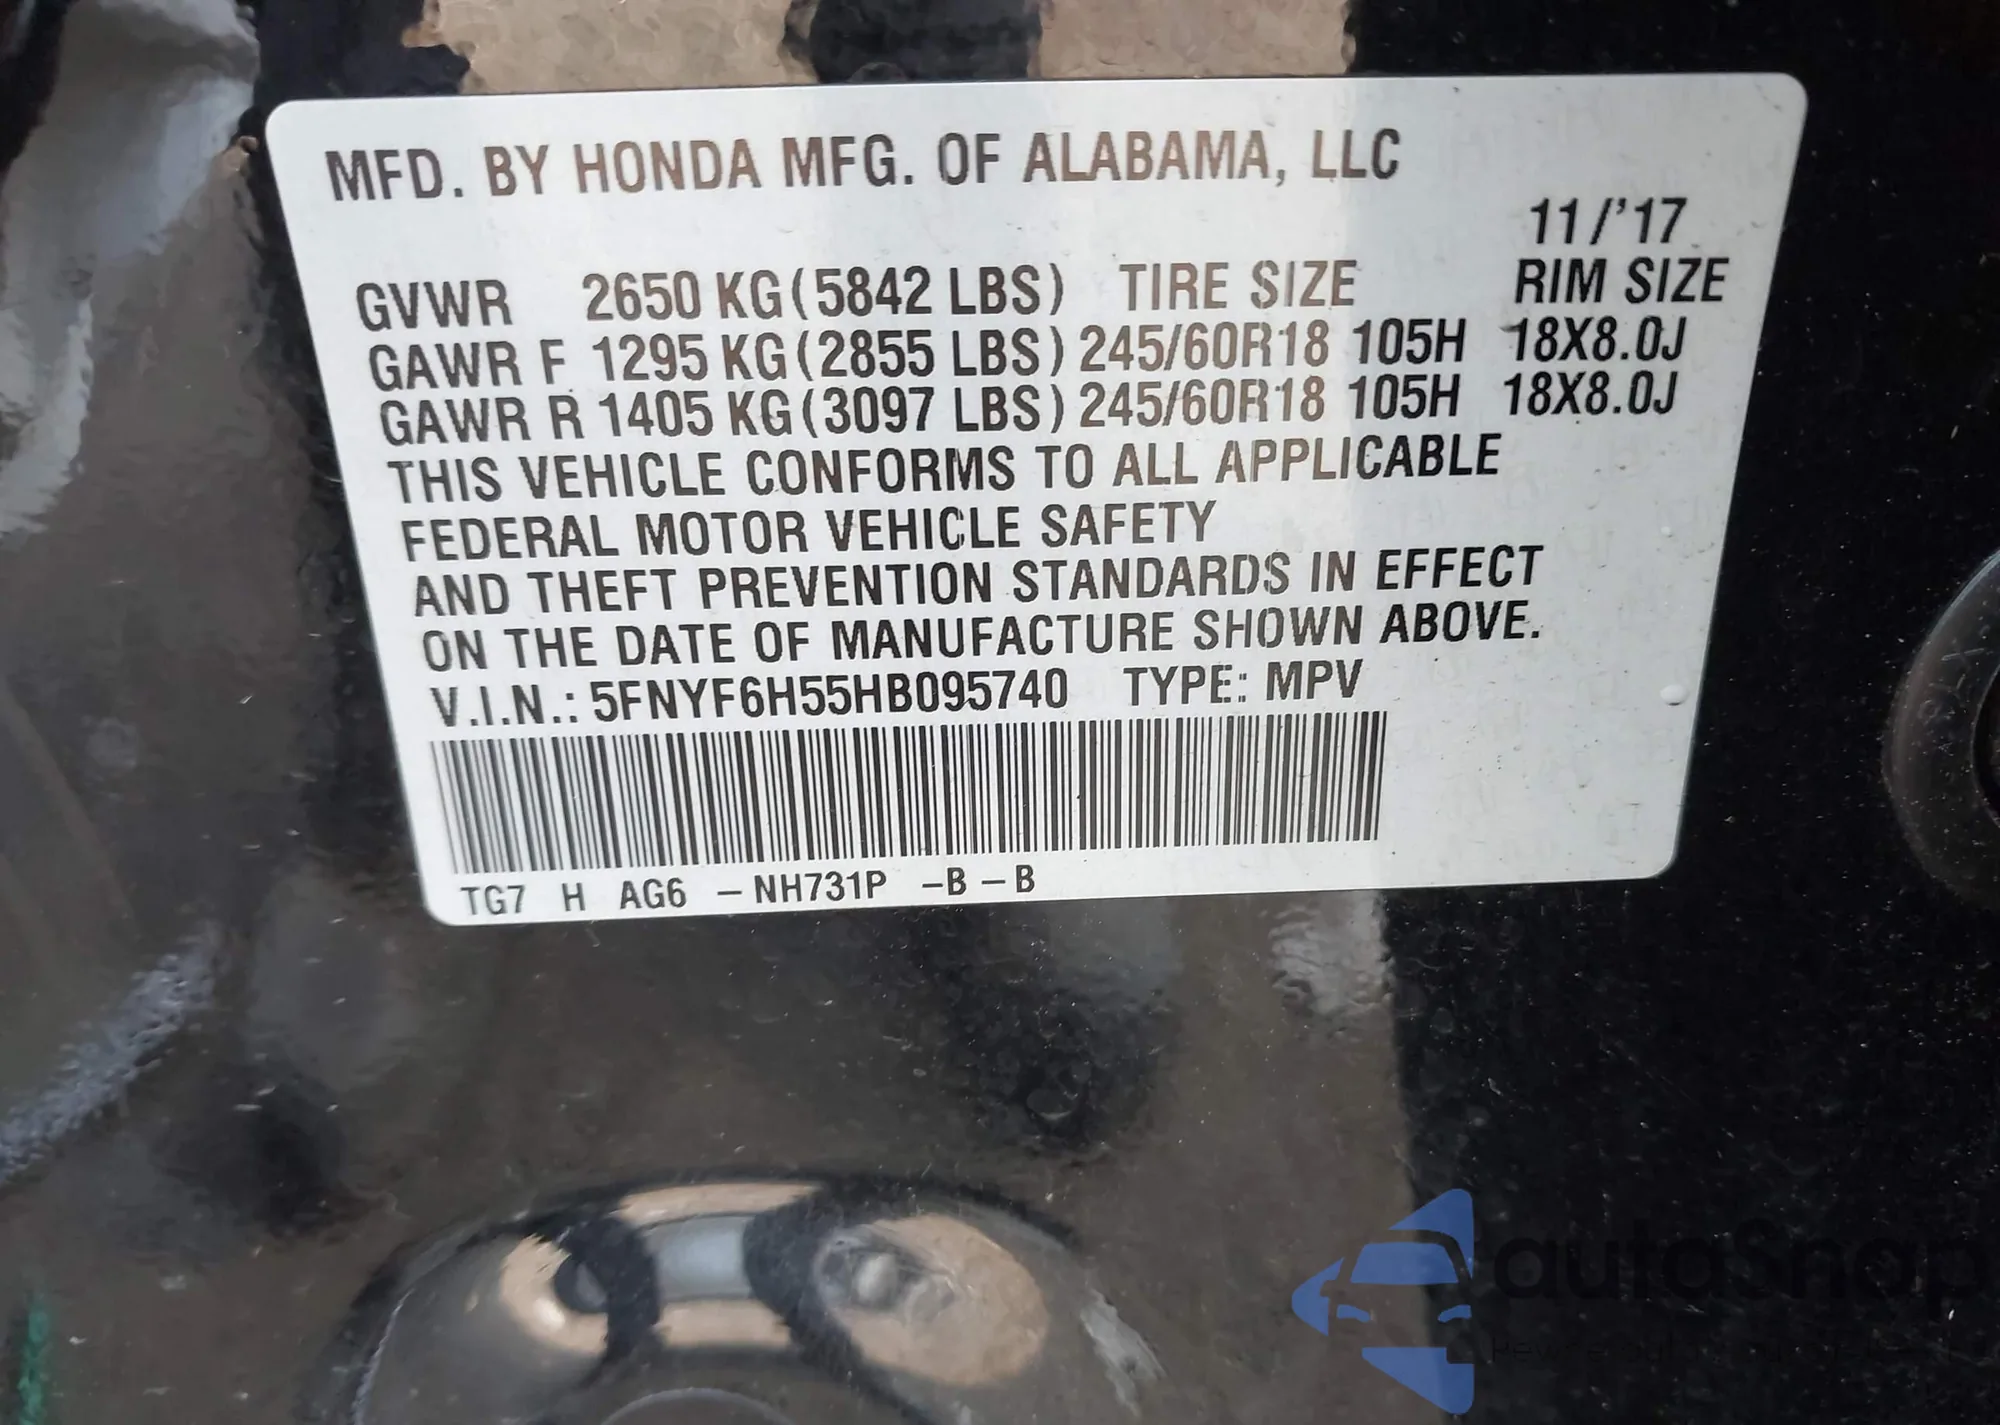 MFD. BY HONDA MFG. OF ALABAMA, LLC
11/'17
GVWR 2650 KG(5842 LBS) TIRE SIZE RIM SIZE
GAWR F 1295 KG(2855 LBS) 245/60R18 105H 18X8.0J
GAWR R 1405 KG(3097 LBS) 245/60R18 105H 18X8.0J
THIS VEHICLE CONFORMS TO ALL APPLICABLE
FEDERAL MOTOR VEHICLE SAFETY
AND THEFT PREVENTION STANDARDS IN EFFECT
ON THE DATE OF MANUFACTURE SHOWN ABOVE.
V.I.N.: 5FNYF6H55HB095740 TYPE: MPV
TG7 H AG6 –NH731P –B–B
autoSnap